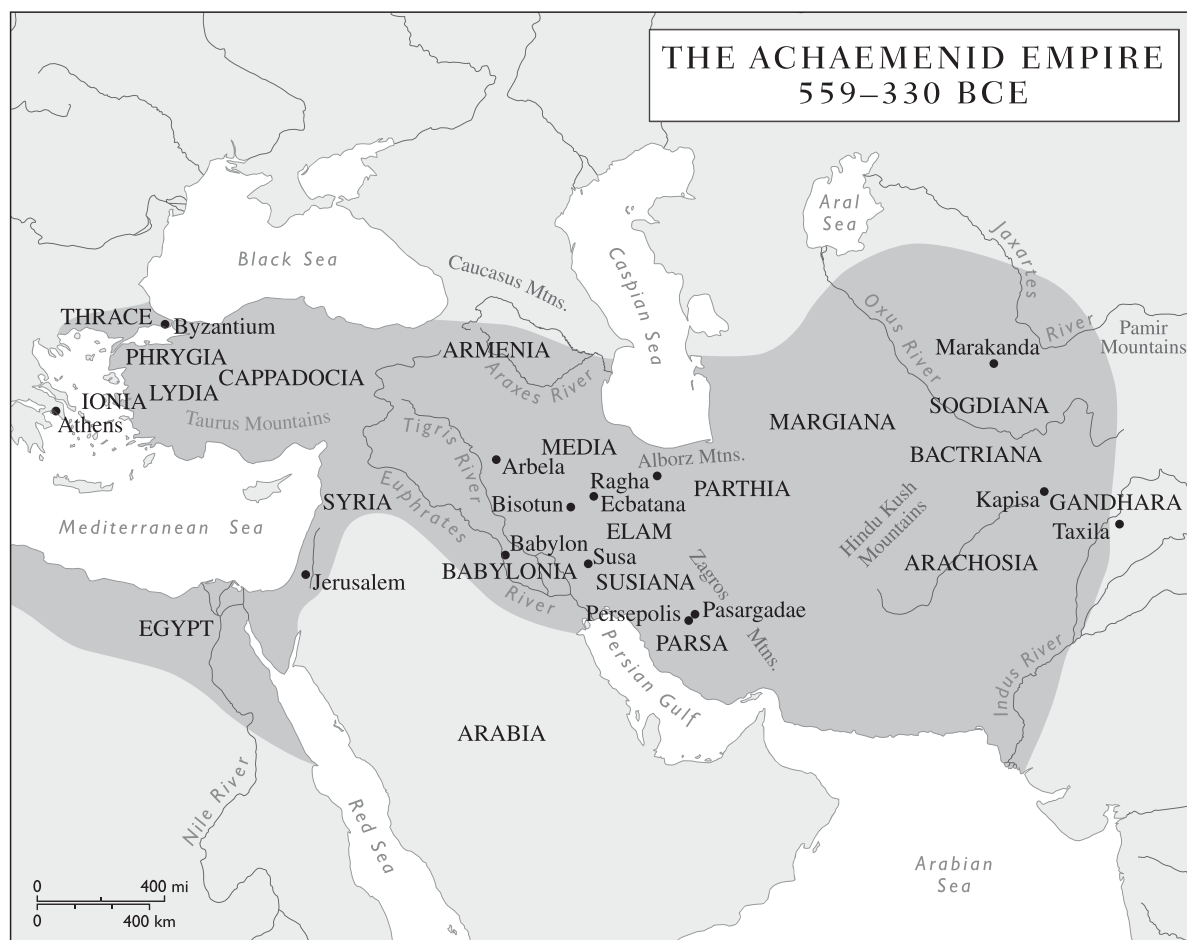 THE ACHAEMENID EMPIRE
559–330 BCE
Aral
Sea
Jaxartes
River
Black Sea
Caucasus Mtns.
Caspian Sea
Oxus River
Pamir
Mountains
THRACE
Byzantium
PHRYGIA
CAPPADOCIA
LYDIA
IONIA
Athens
Taurus Mountains
ARMENIA
Araxes River
Marakanda
SOGDIANA
MARGIANA
BACTRIANA
Tigris River
MEDIA
Arbela
Alborz Mtns.
Ragha
PARTHIA
Bisotun
Ecbatana
Kapisa
GANDHARA
Taxila
Hindu Kush
Mountains
ARACHOSIA
SYRIA
Euphrates
River
Mediterranean Sea
ELAM
Babylon
BABYLONIA
Susa
SUSIANA
Zagros
Mtns.
Jerusalem
Persepolis
Pasargadae
PARSA
EGYPT
Persian Gulf
Indus River
ARABIA
Nile River
Red Sea
Arabian
Sea
0 400 mi
0 400 km